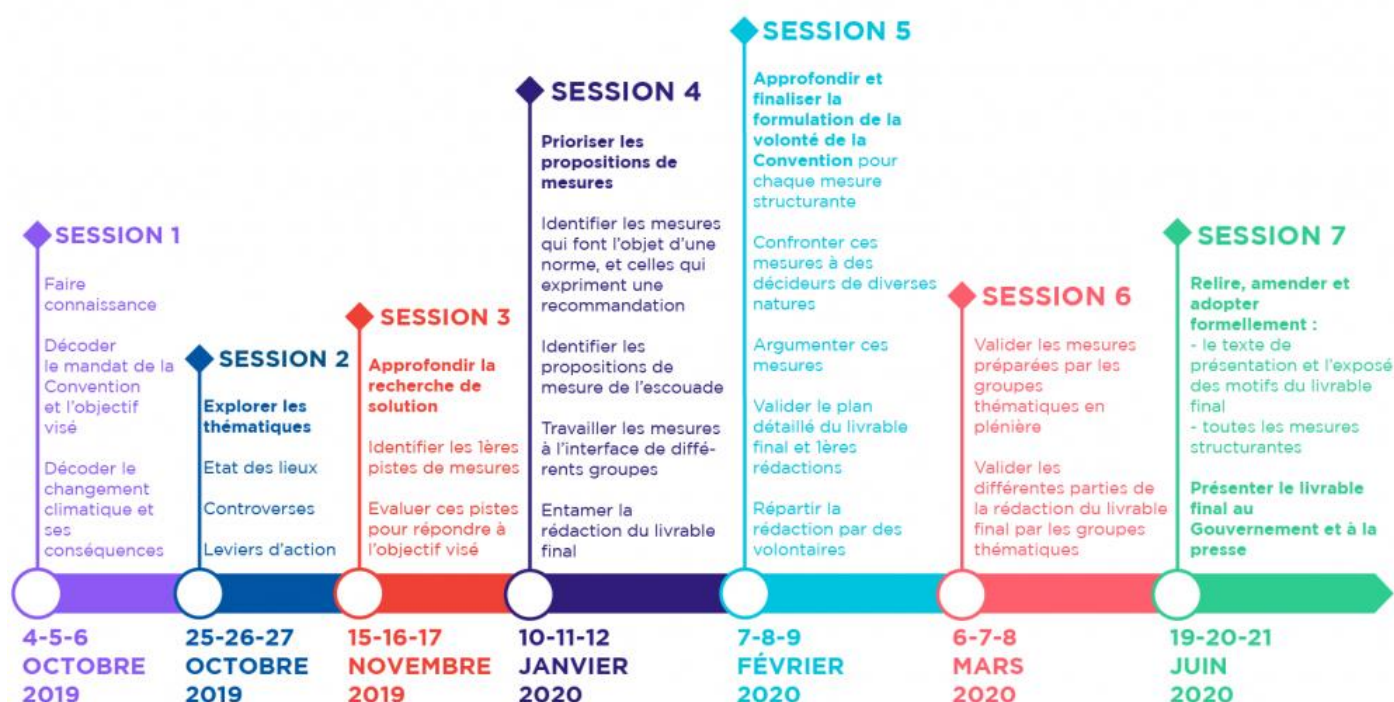 SESSION 1
Faire
connaissance
Décoder
le mandat de la
Convention
et l'objectif
visé
Décoder le
changement
climatique et
ses
conséquences
4-5-6
OCTOBRE
2019
SESSION 2
Explorer les
thématiques
Etat des lieux
Controverses
Leviers d'action
25-26-27
OCTOBRE
2019
SESSION 3
Approfondir la
recherche de
solution
Identifier les 1ères
pistes de mesures
Evaluer ces pistes
pour répondre à
l'objectif visé
15-16-17
NOVEMBRE
2019
SESSION 4
Prioriser les
propositions de
mesures
Identifier les mesures
qui font l'objet d'une
norme, et celles qui
expriment une
recommandation
Identifier les
propositions de
mesure de l'escouade
Travailler les mesures
à l'interface de diffé-
rents groupes
Entamer la
rédaction du livrable
final
10-11-12
JANVIER
2020
SESSION 5
Approfondir et
finaliser la
formulation de la
volonté de la
Convention pour
chaque mesure
structurante
Confronter ces
mesures à des
décideurs de diverses
natures
Argumenter ces
mesures
Valider le plan
détaillé du livrable
final et 1ères
rédactions
Répartir la
rédaction par des
volontaires
7-8-9
FÉVRIER
2020
SESSION 6
Valider les mesures
préparées par les
groupes
thématiques en
plénière
Valider les
différentes parties de
la rédaction du livrable
final par les groupes
thématiques
6-7-8
MARS
2020
SESSION 7
Relire, amender et
adopter
formellement :
- le texte de
présentation et l'exposé
des motifs du livrable
final
- toutes les mesures
structurantes
Présenter le livrable
final au
Gouvernement et à la
presse
19-20-21
JUIN
2020